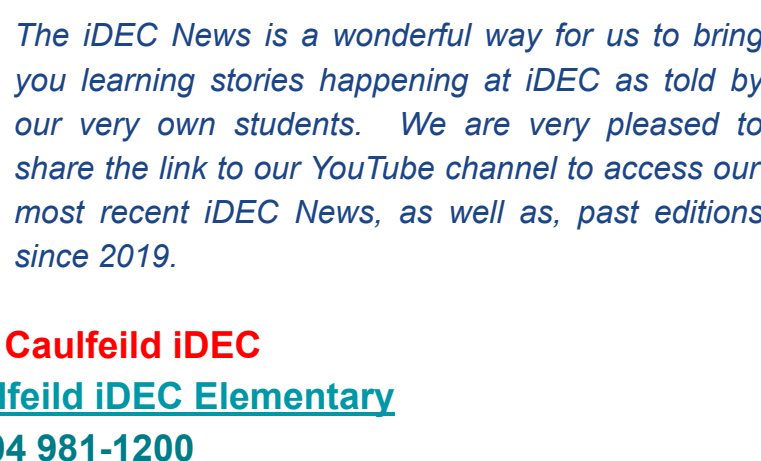 The iDEC News is a wonderful way for us to bring
you learning stories happening at iDEC as told by
our very own students.  We are very pleased to
share the link to our YouTube channel to access our
most recent iDEC News, as well as, past editions
since 2019.
Caulfeild iDEC
lfeild iDEC Elementary
04 981-1200